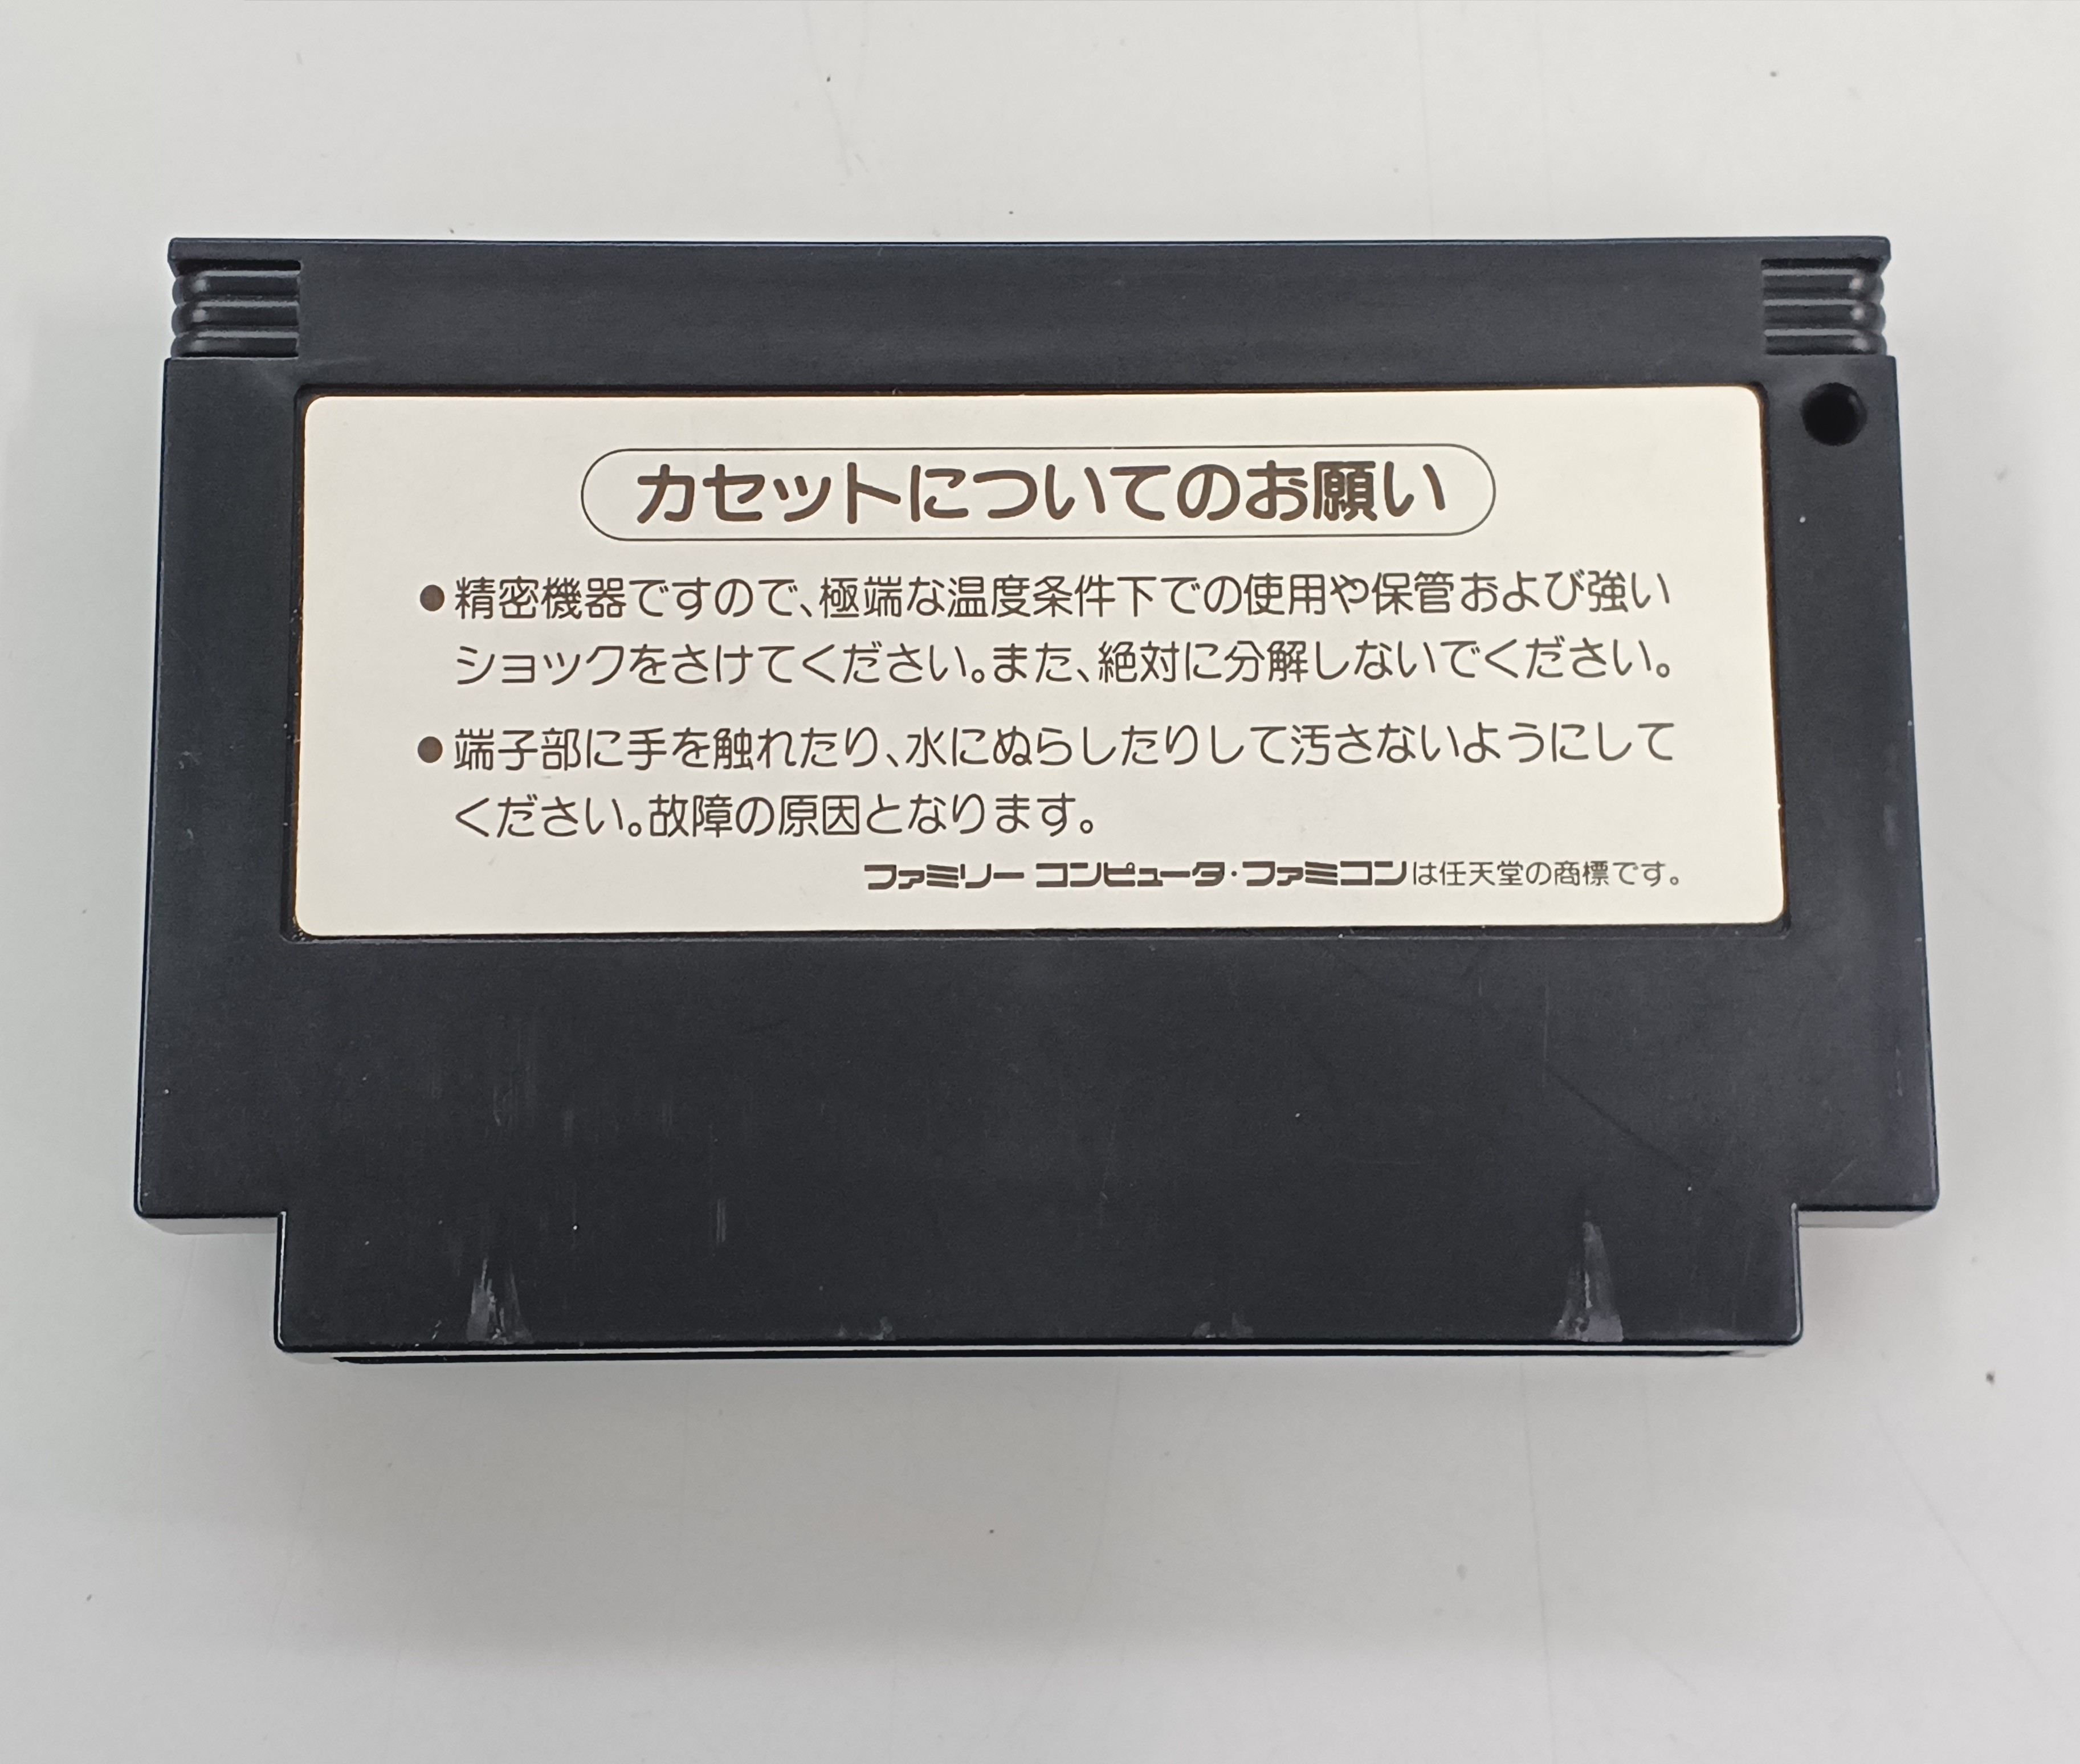 カセットについてのお願い
●精密機器ですので、極端な温度条件下での使用や保管および強い
ショックをさけてください。また、絶対に分解しないでください。
●端子部に手を触れたり、水にぬらしたりして汚さないようにして
ください。故障の原因となります。
ファミリー コンピュータ・ファミコンは任天堂の商標です。